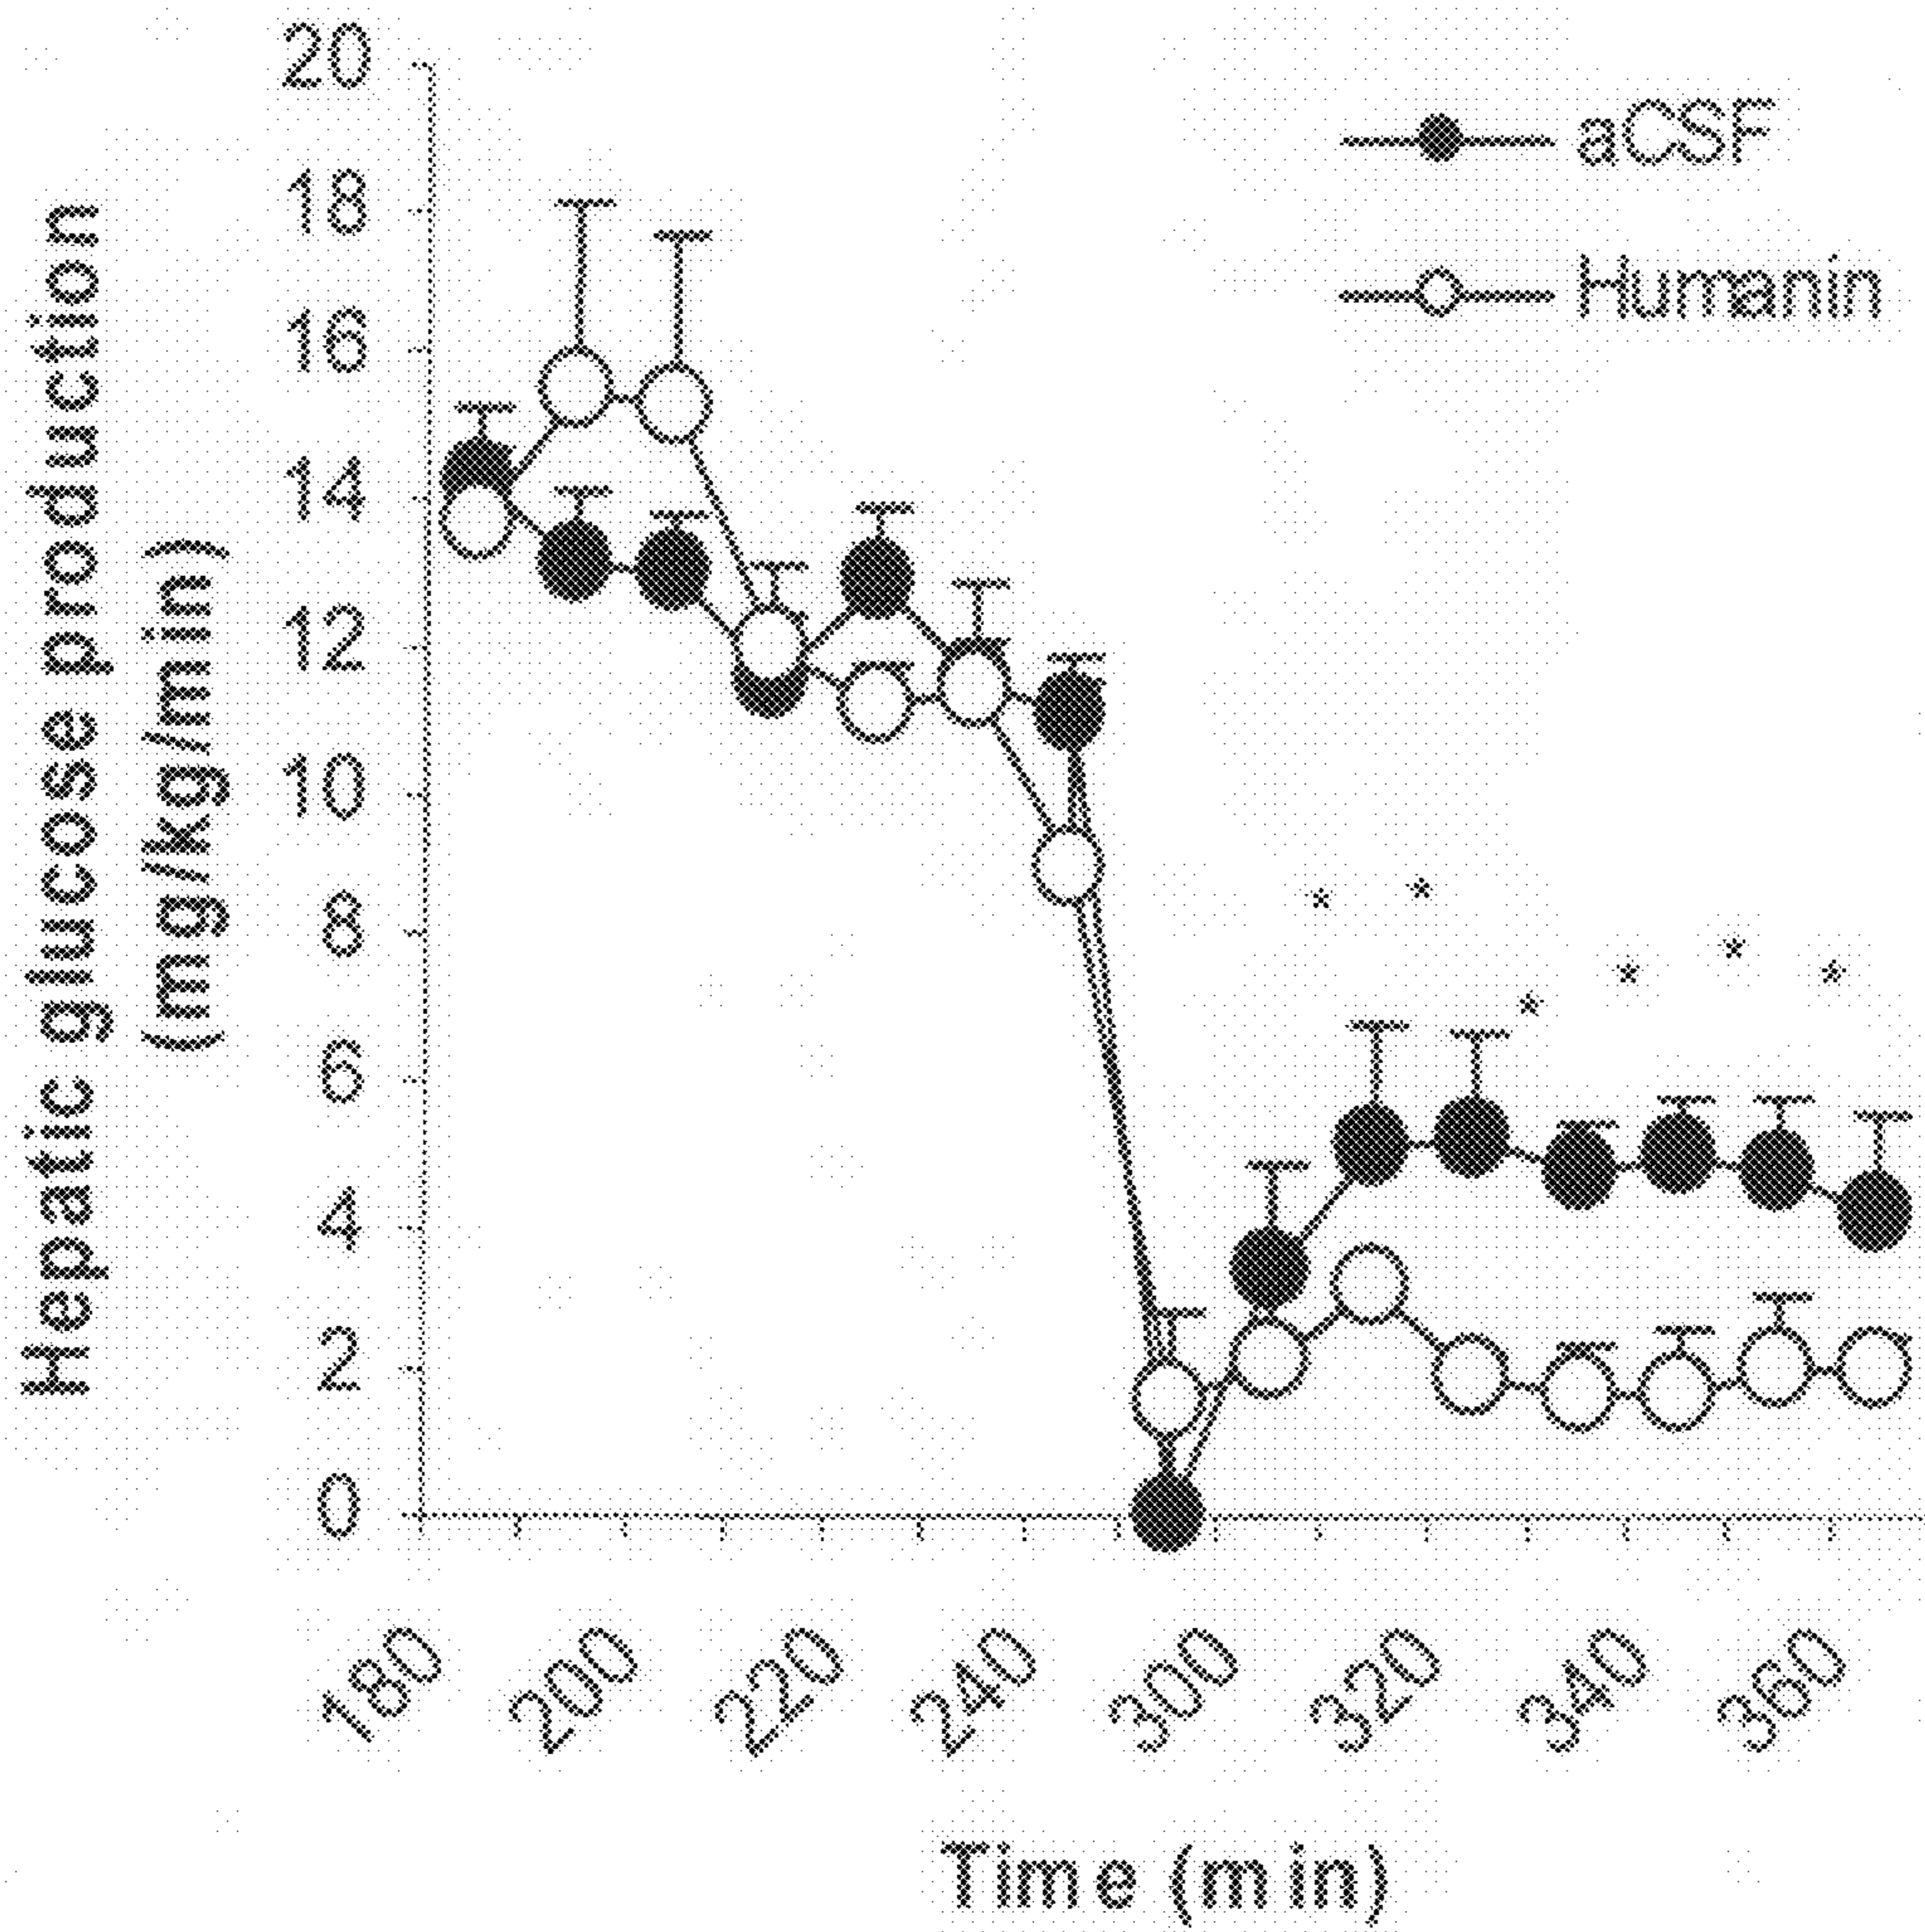 Hepatic glucose production
(mg/kg/min)
20
18
16
14
12
10
8
6
4
2
0
aCSF
Humanin
* * * * * *
180 200 220 240 300 320 340 360
Time (min)